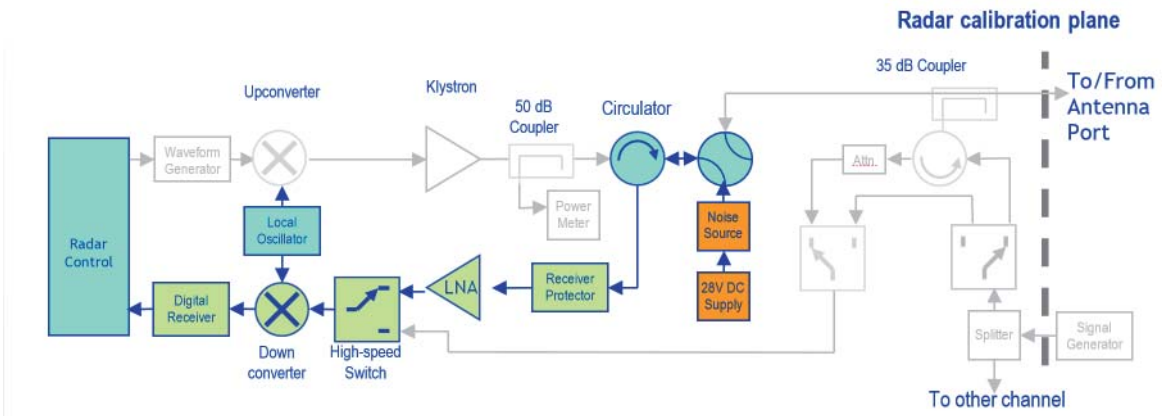 Radar calibration plane
35 dB Coupler
To/From
Antenna
Port
Upconverter
Klystron
50 dB
Coupler
Circulator
Waveform
Generator
Attn.
Power
Meter
Local
Oscillator
Noise
Source
Radar
Control
LNA
Receiver
Protector
28V DC
Supply
Digital
Receiver
Splitter
Signal
Generator
Down
converter
High-speed
Switch
To other channel